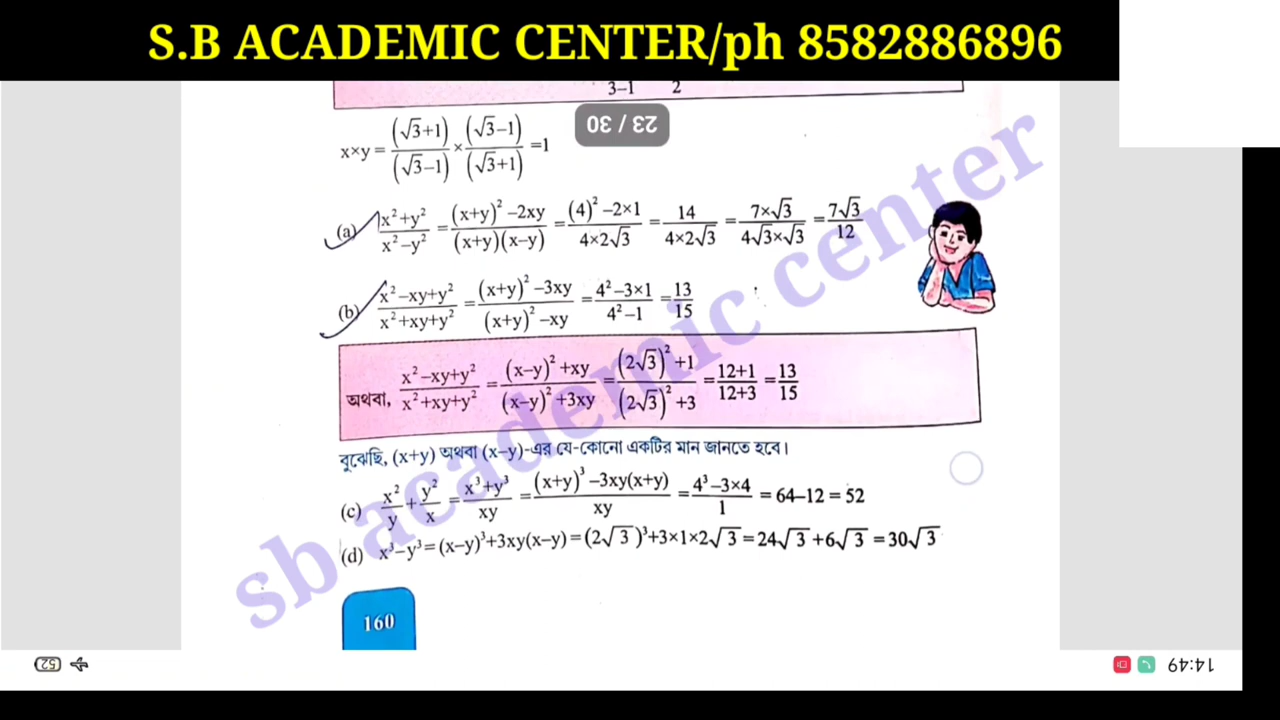 S.B ACADEMIC CENTER/ph 8582886896
3–1 2
23 / 30
x×y = (√3+1)/(√3–1) × (√3–1)/(√3+1) =1
(a) x²+y²/x²–y² = (x+y)²–2xy/(x+y)(x–y) = (4)²–2×1/4×2√3 = 14/4×2√3 = 7×√3/4√3×√3 = 7√3/12
(b) x²–xy+y²/x²+xy+y² = (x+y)²–3xy/(x+y)²–xy = 4²–3×1/4²–1 = 13/15
অথবা, x²–xy+y²/x²+xy+y² = (x–y)²+xy/(x–y)²+3xy = (2√3)²+1/(2√3)²+3 = 12+1/12+3 = 13/15
বুঝেছি, (x+y) অথবা (x–y)-এর যে-কোনো একটির মান জানতে হবে।
(c) x²/y + y²/x = x³+y³/xy = (x+y)³–3xy(x+y)/xy = 4³–3×4/1 = 64–12 = 52
(d) x³–y³ = (x–y)³+3xy(x–y) = (2√3)³+3×1×2√3 = 24√3+6√3 = 30√3
sb academic center
160
52
14:49